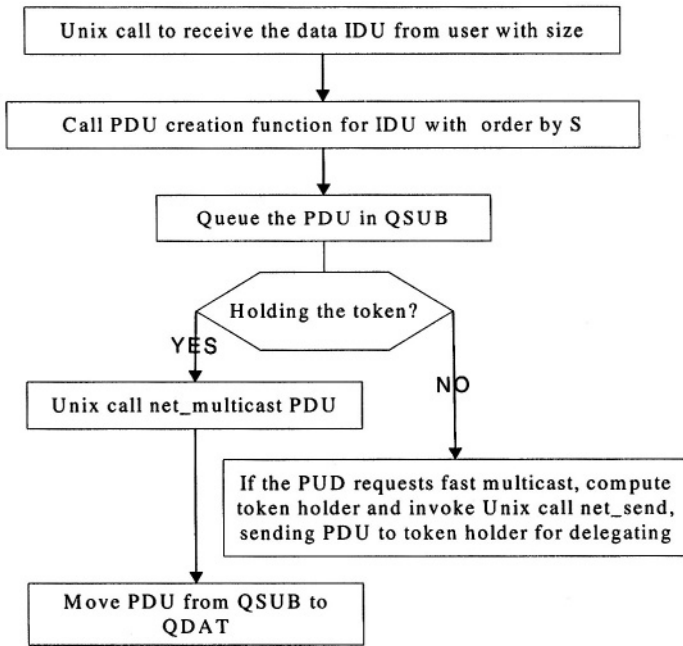 Unix call to receive the data IDU from user with size
Call PDU creation function for IDU with order by S
Queue the PDU in QSUB
Holding the token?
YES
NO
Unix call net_multicast PDU
If the PUD requests fast multicast, compute
token holder and invoke Unix call net_send,
sending PDU to token holder for delegating
Move PDU from QSUB to
QDAT